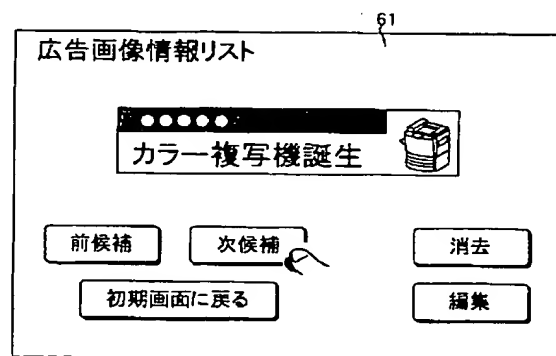 61
広告画像情報リスト
●●●●●
カラー複写機誕生
前候補 次候補 消去
初期画面に戻る 編集